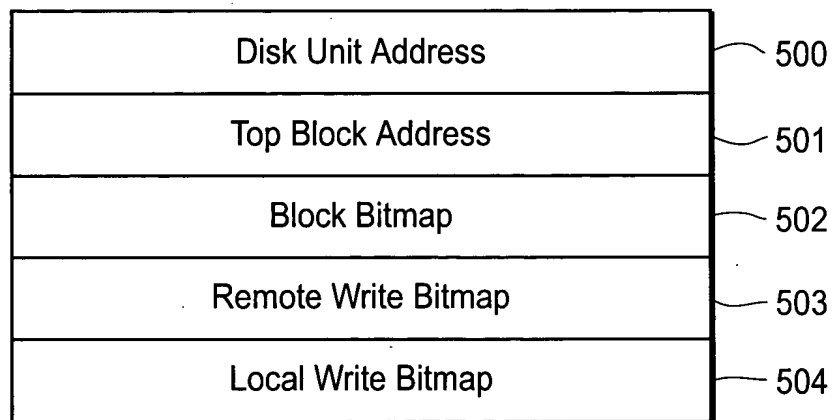 Disk Unit Address 500
Top Block Address 501
Block Bitmap 502
Remote Write Bitmap 503
Local Write Bitmap 504